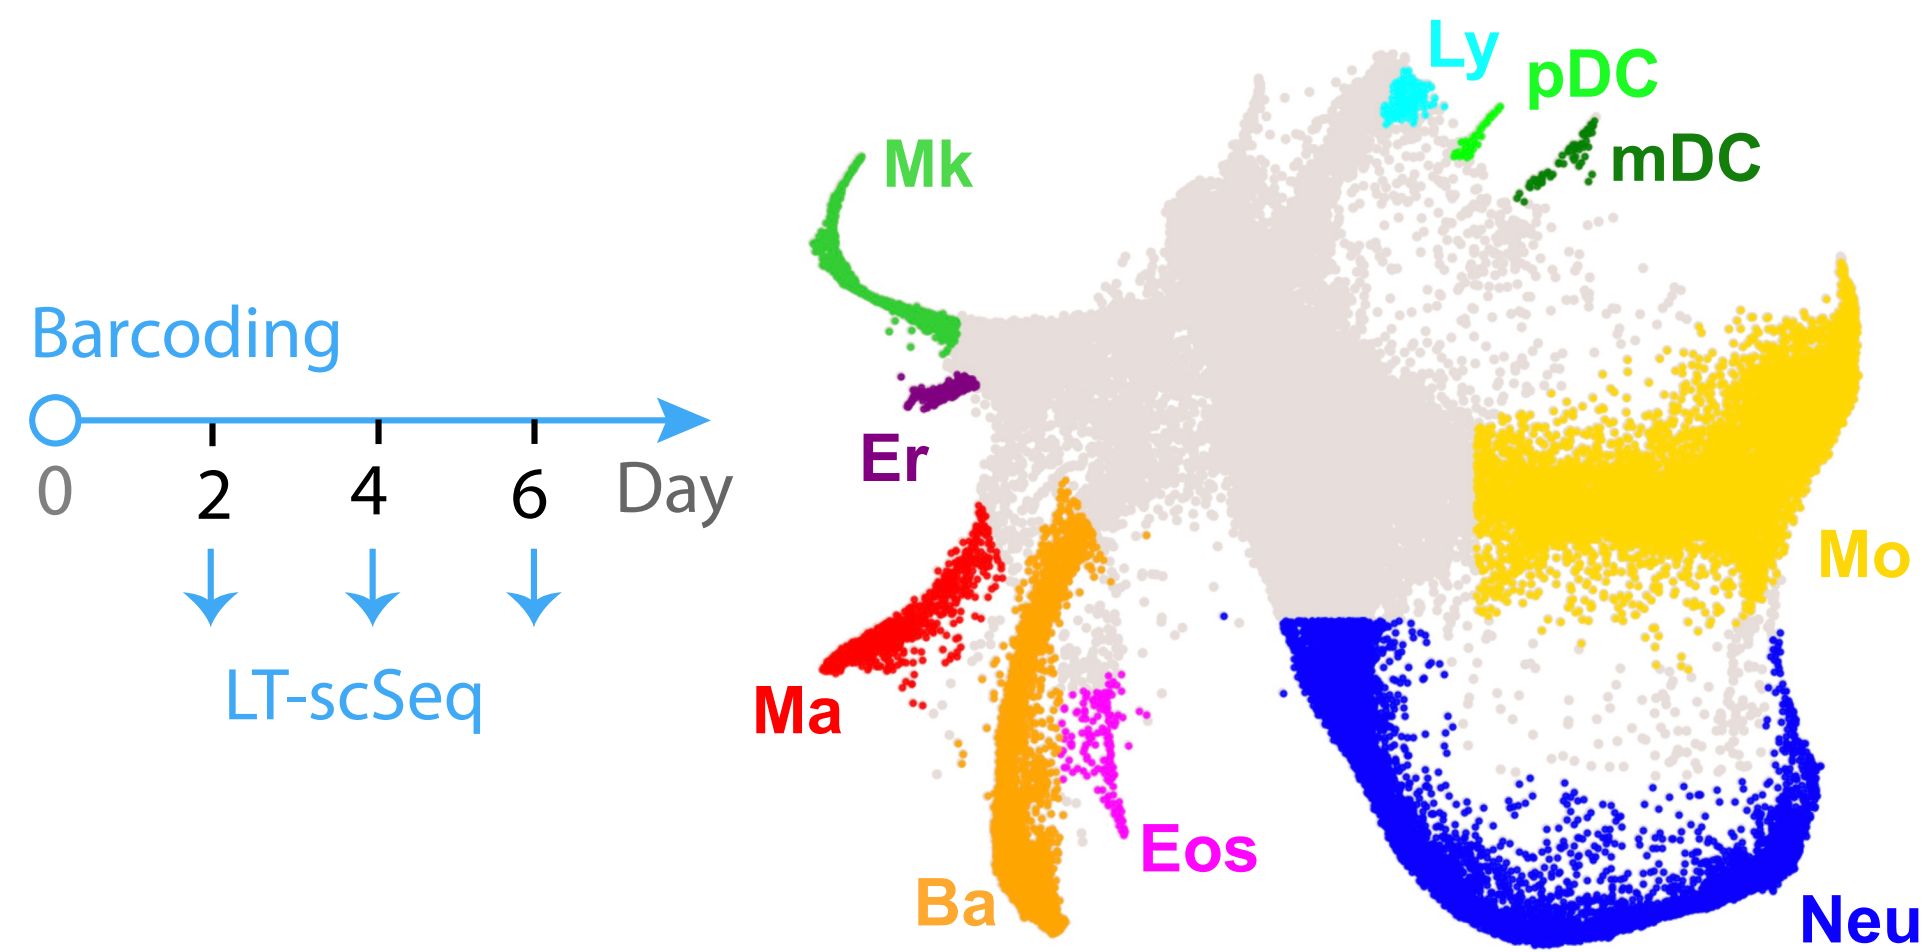 Barcoding
0 2 4 6 Day
LT-scSeq
Ly
pDC
mDC
Mk
Er
Mo
Ma
Eos
Ba
Neu